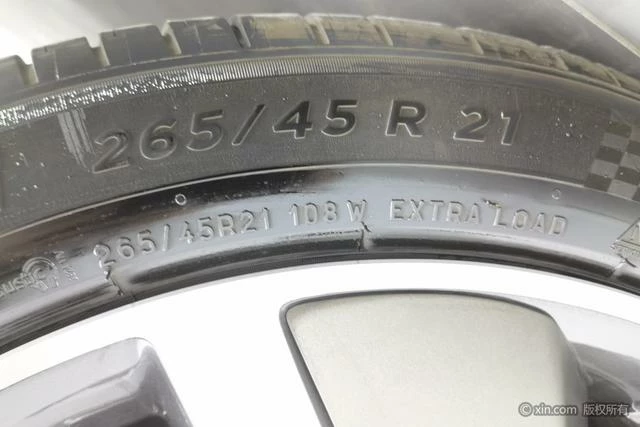 265/45 R 21
265/45R21 108 W EXTRA LOAD
© xin.com 版权所有